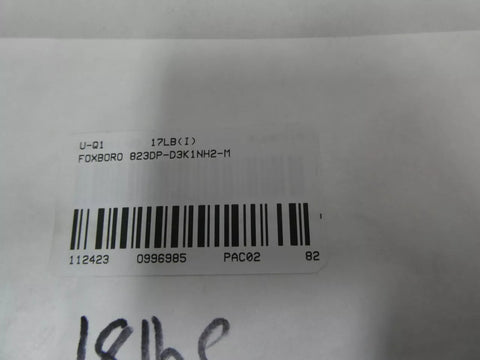 U-Q1 17LB(I)
FOXBORO 823DP-D3K1NH2-M
112423 0996985 PAC02 82
18lbs